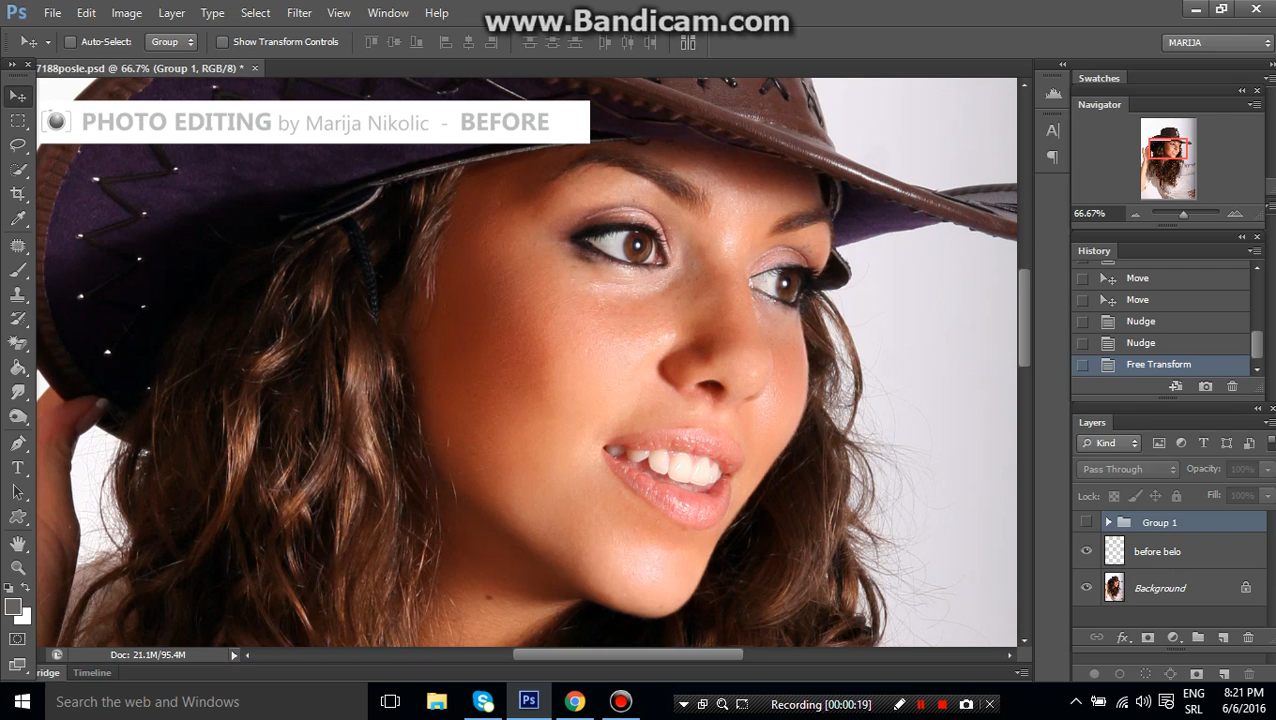 www.Bandicam.com
Ps File Edit Image Layer Type Select Filter View Window Help
Auto-Select: Group Show Transform Controls MARIJA
7188posle.psd @ 66.7% (Group 1, RGB/8) * ×
PHOTO EDITING by Marija Nikolic - BEFORE
Swatches
Navigator
66.67%
History
Move
Move
Nudge
Nudge
Free Transform
Layers
Kind
Pass Through Opacity: 100%
Lock: Fill: 100%
Group 1
before belo
Background
Doc: 21.1M/95.4M
ridge Timeline
Search the web and Windows
Recording [00:00:19]
ENG 8:21 PM
SRL 6/6/2016